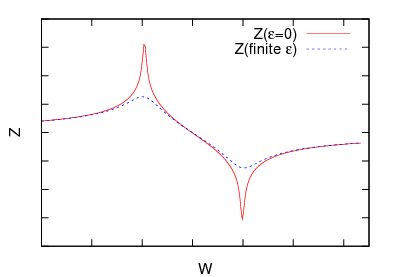 Z(ε=0)
Z(finite ε)
Z
W